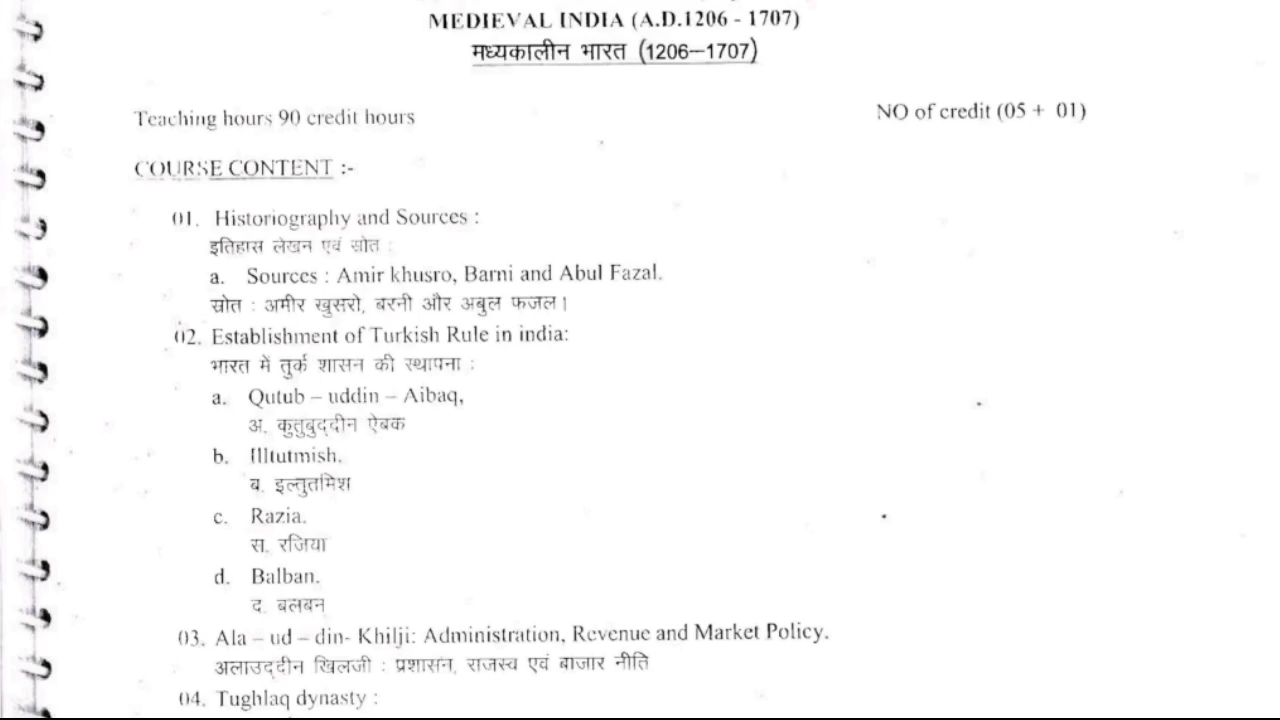 MEDIEVAL INDIA (A.D.1206 - 1707)
मध्यकालीन भारत (1206–1707)
Teaching hours 90 credit hours
NO of credit (05 + 01)
COURSE CONTENT :-
01. Historiography and Sources :
इतिहास लेखन एवं स्रोत :
a. Sources : Amir khusro, Barni and Abul Fazal.
स्रोत : अमीर खुसरो, बरनी और अबुल फजल।
02. Establishment of Turkish Rule in india:
भारत में तुर्क शासन की स्थापना :
a. Qutub – uddin – Aibaq,
अ. कुतुबुद्दीन ऐबक
b. Illtutmish.
ब. इल्तुतमिश
c. Razia.
स. रजिया
d. Balban.
द. बलबन
03. Ala – ud – din- Khilji: Administration, Revenue and Market Policy.
अलाउद्दीन खिलजी : प्रशासन, राजस्व एवं बाजार नीति
04. Tughlaq dynasty :